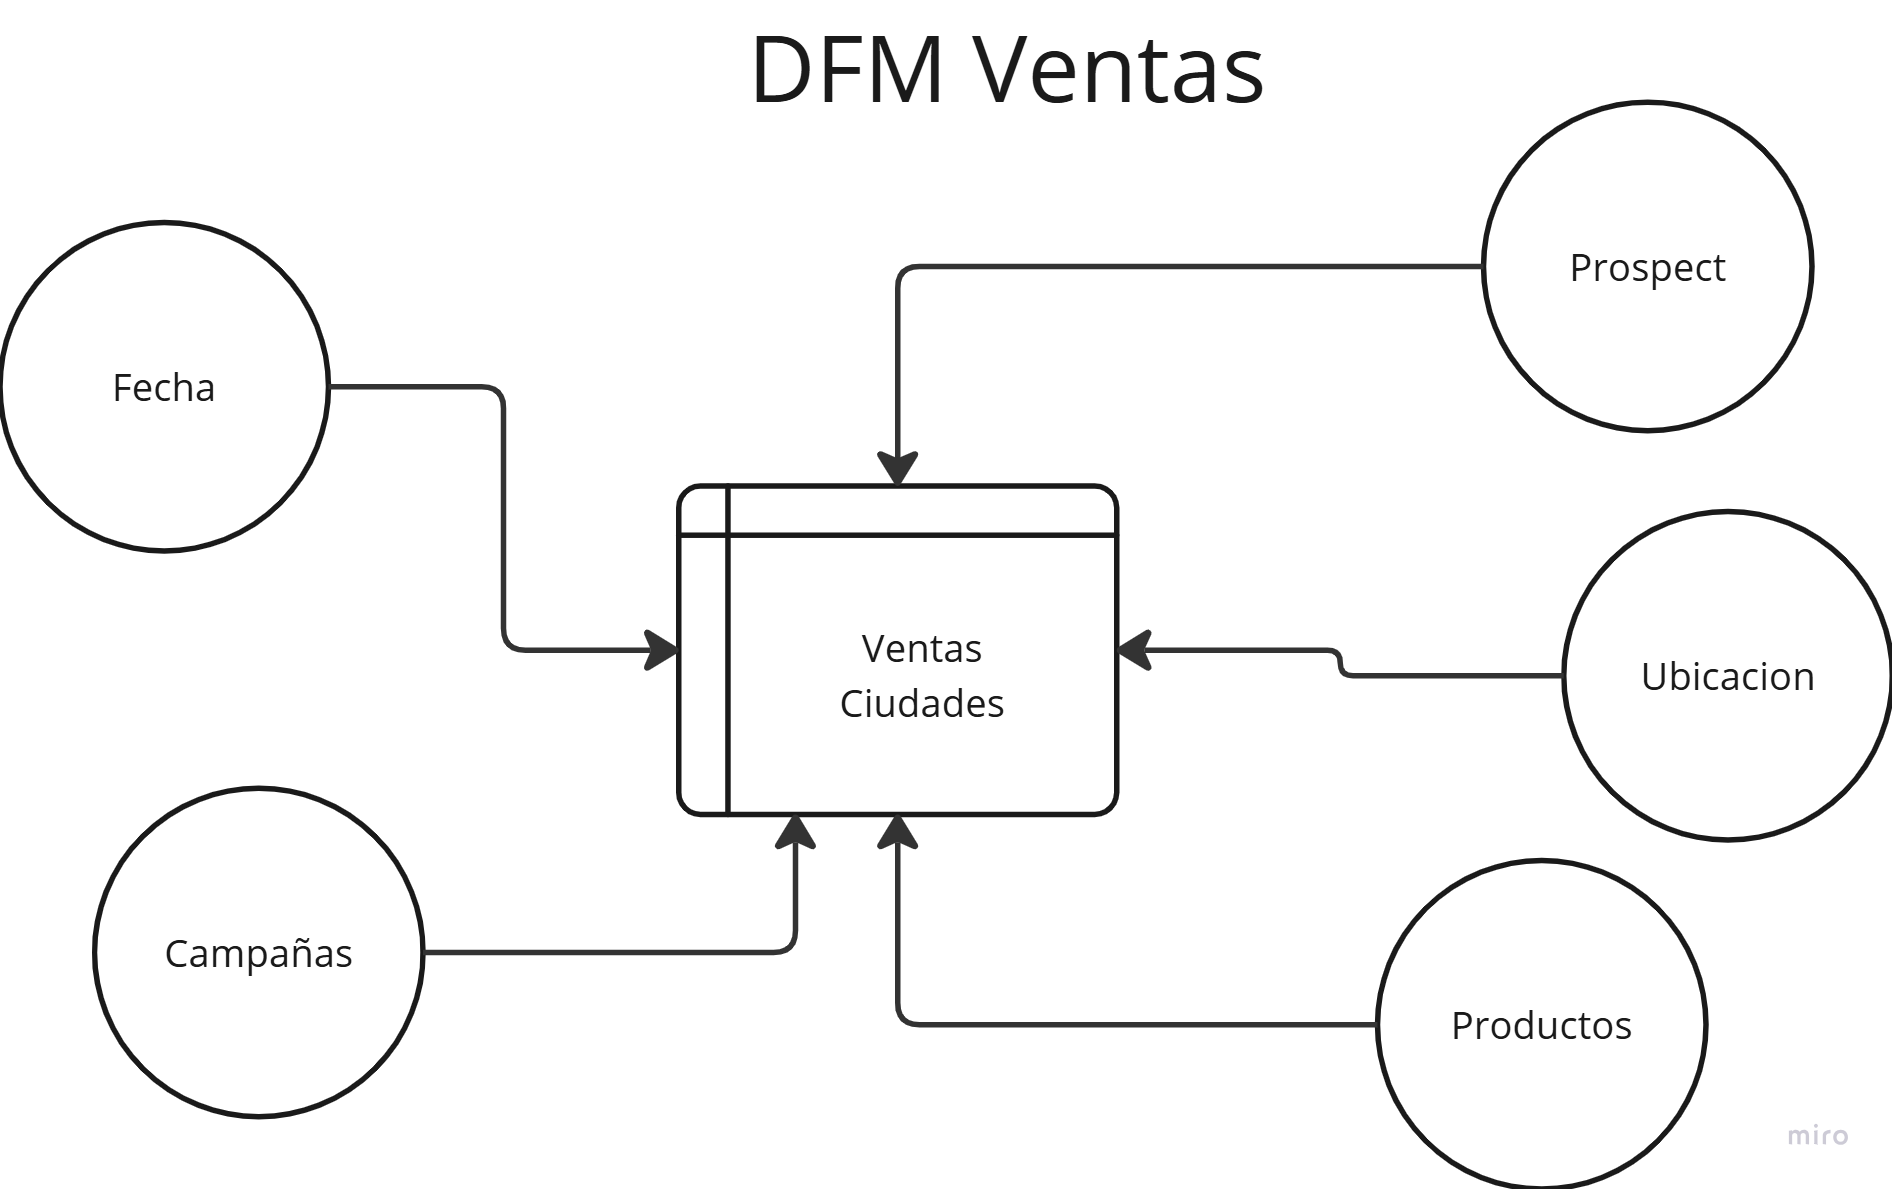 DFM Ventas
Prospect
Fecha
Ventas
Ciudades
Ubicacion
Campañas
Productos
miro